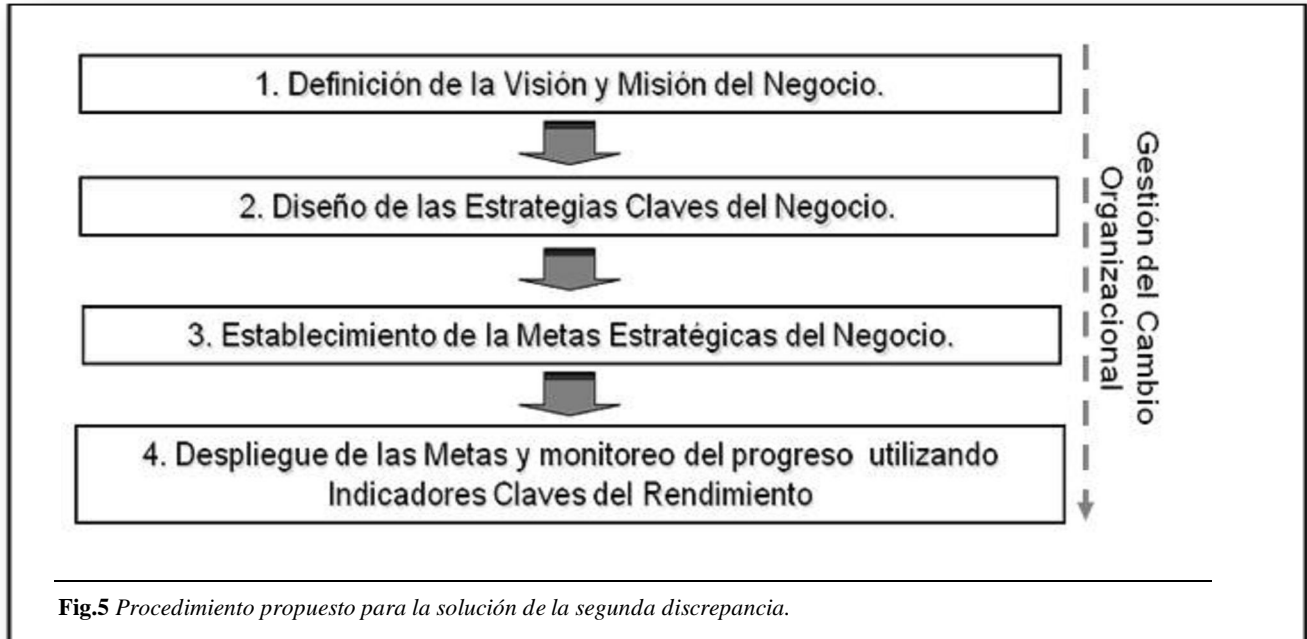 1. Definición de la Visión y Misión del Negocio.
2. Diseño de las Estrategias Claves del Negocio.
3. Establecimiento de la Metas Estratégicas del Negocio.
4. Despliegue de las Metas y monitoreo del progreso utilizando
Indicadores Claves del Rendimiento
Gestión del Cambio
Organizacional
Fig.5 Procedimiento propuesto para la solución de la segunda discrepancia.